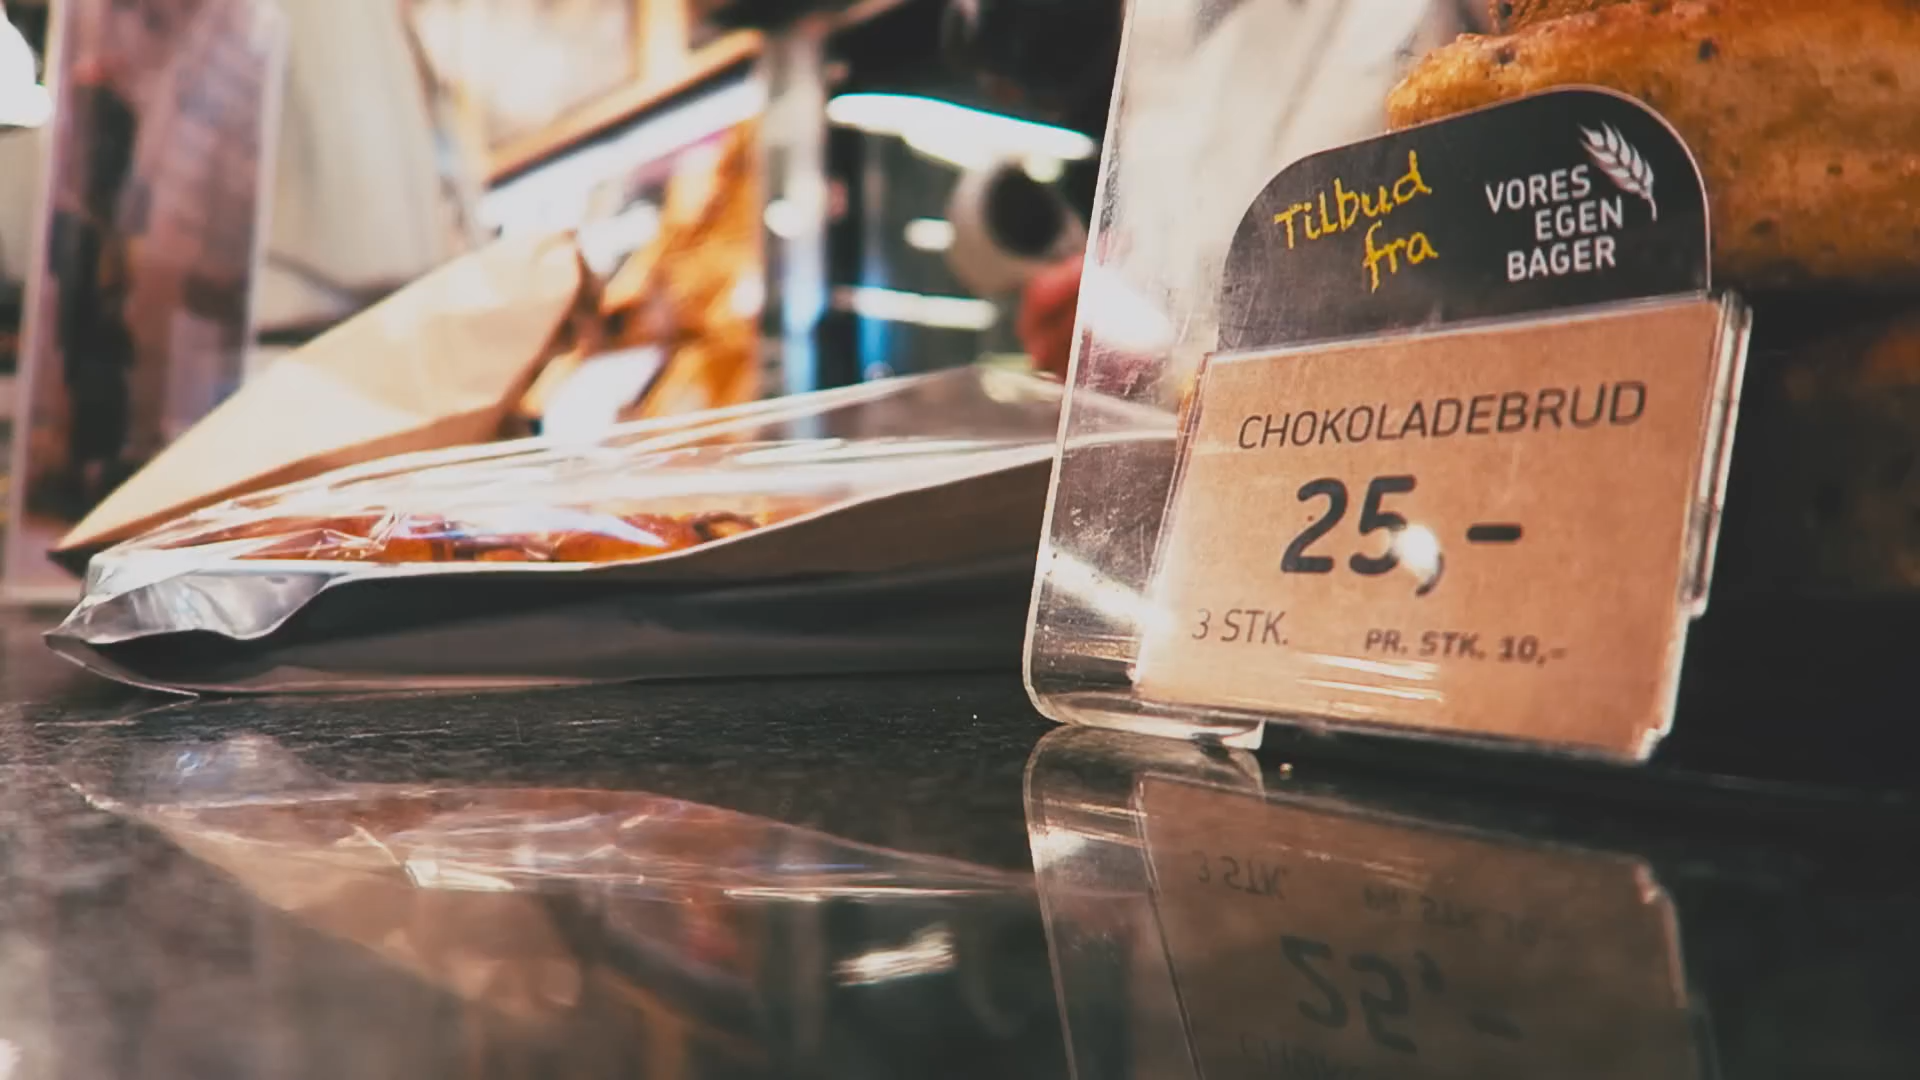 Tilbud
fra
VORES
EGEN
BAGER
CHOKOLADEBRUD
25,-
3 STK.
PR. STK. 10,-